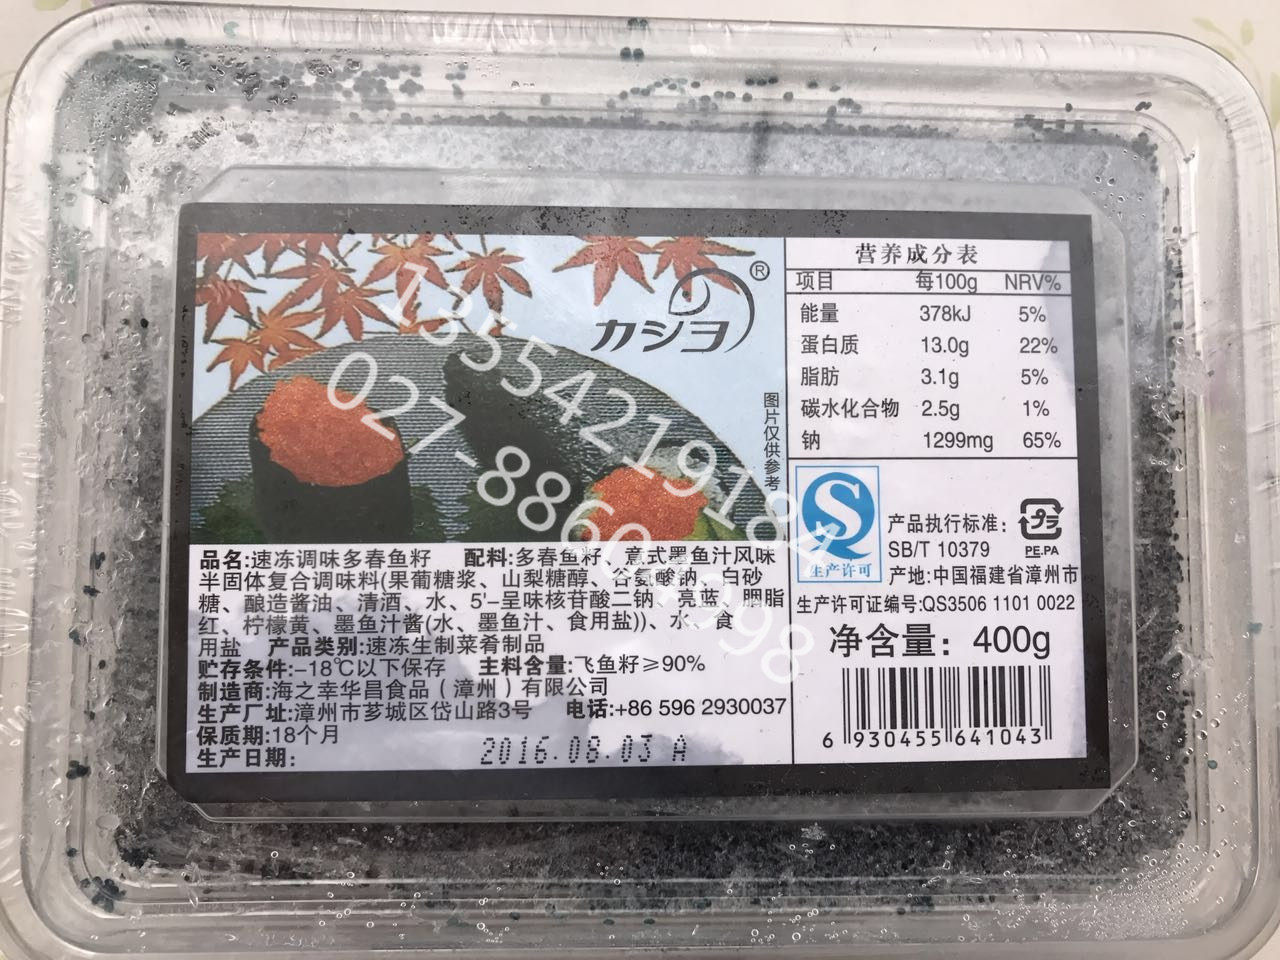 カシヨ®
图片仅供参考
营养成分表
项目 每100g NRV%
能量 378kJ 5%
蛋白质 13.0g 22%
脂肪 3.1g 5%
碳水化合物 2.5g 1%
钠 1299mg 65%
生产许可
产品执行标准:
SB/T 10379
PE.PA
产地:中国福建省漳州市
生产许可证编号:QS3506 1101 0022
净含量: 400g
6 930455 641043
品名:速冻调味多春鱼籽 配料:多春鱼籽、意式墨鱼汁风味
半固体复合调味料(果葡糖浆、山梨糖醇、谷氨酸钠、白砂
糖、酿造酱油、清酒、水、5'-呈味核苷酸二钠、亮蓝、胭脂
红、柠檬黄、墨鱼汁酱(水、墨鱼汁、食用盐))、水、食
用盐 产品类别:速冻生制菜肴制品
贮存条件:-18℃以下保存 主料含量:飞鱼籽≥90%
制造商:海之幸华昌食品(漳州)有限公司
生产厂址:漳州市芗城区岱山路3号 电话:+86 596 2930037
保质期:18个月
生产日期: 2016.08.03 A
13554219184
027-88604998